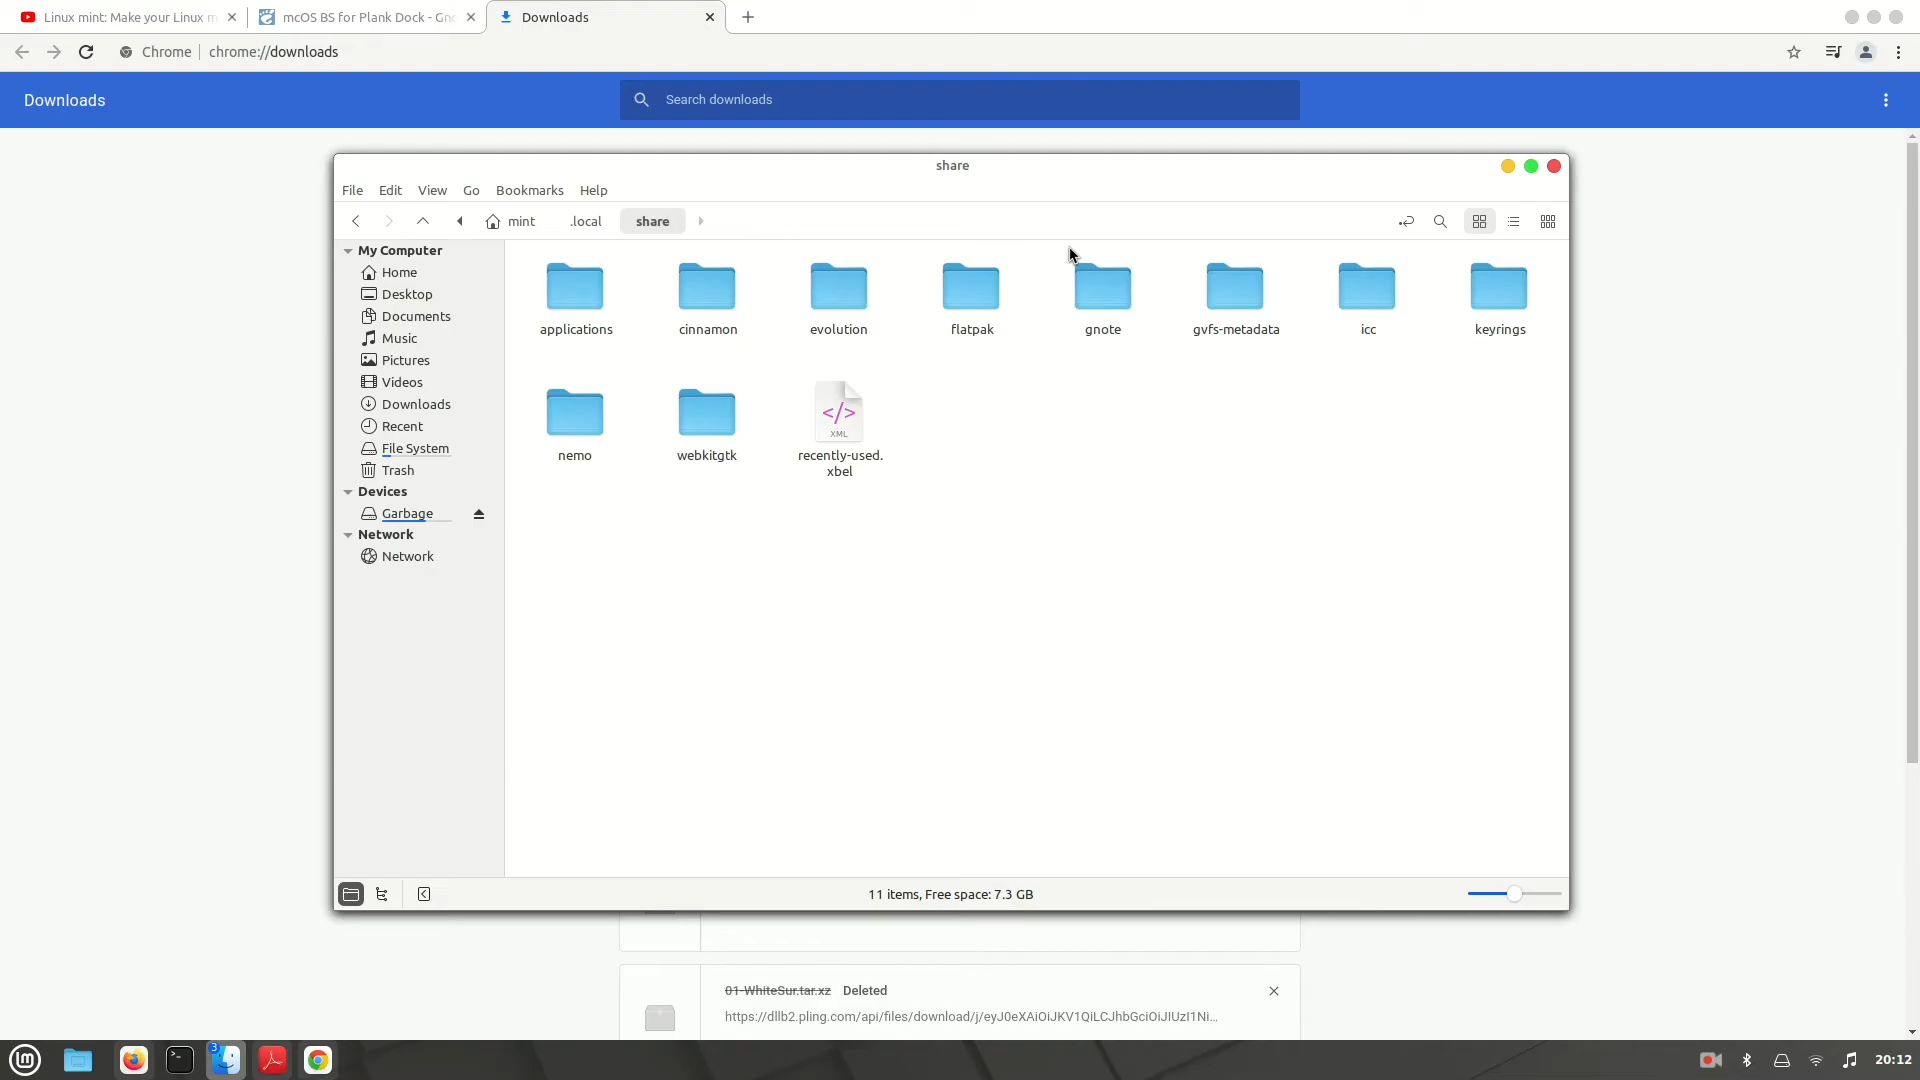 Linux mint: Make your Linux m
mcOS BS for Plank Dock - Gno
Downloads
Chrome
chrome://downloads
Downloads
Search downloads
share
File Edit View Go Bookmarks Help
mint .local share
My Computer
Home
Desktop
Documents
Music
Pictures
Videos
Downloads
Recent
File System
Trash
Devices
Garbage
Network
Network
applications cinnamon evolution flatpak gnote gvfs-metadata icc keyrings
</>
XML
nemo webkitgtk recently-used.
xbel
11 items, Free space: 7.3 GB
01-WhiteSur.tar.xz Deleted
https://dllb2.pling.com/api/files/download/j/eyJ0eXAiOiJKV1QiLCJhbGciOiJIUzI1Ni...
3
20:12